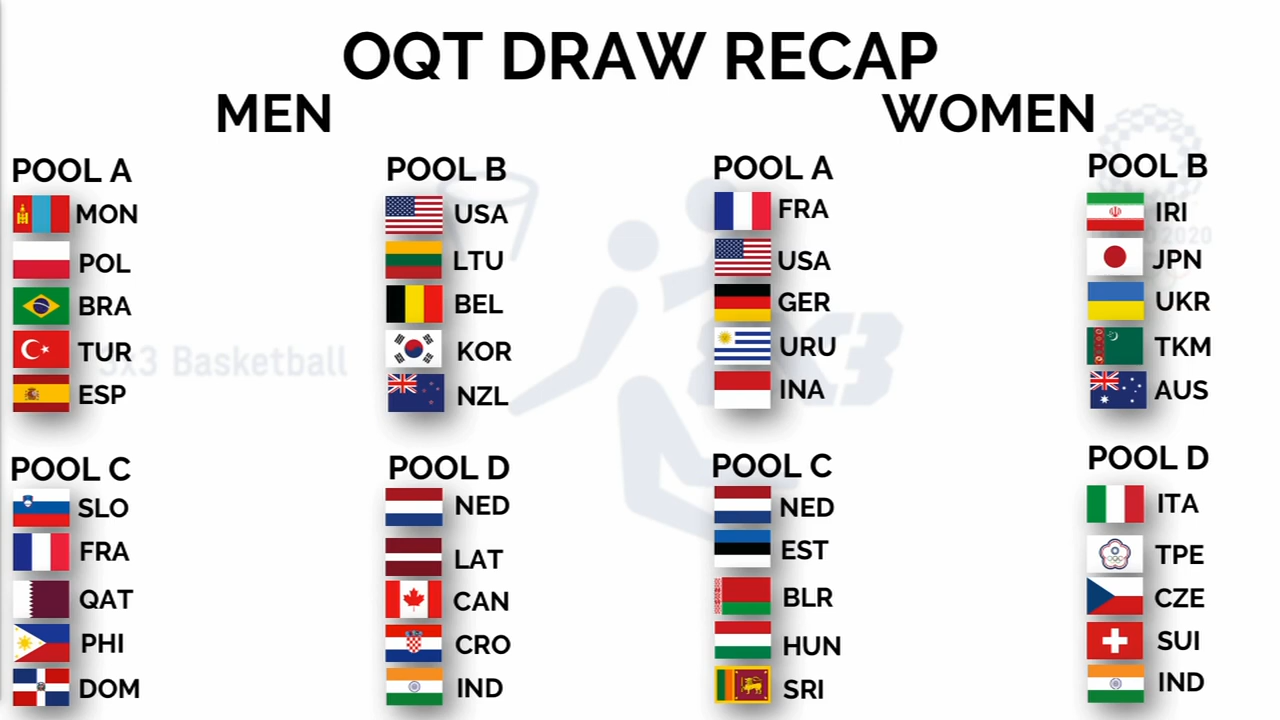 OQT DRAW RECAP
MEN
POOL A
MON
POL
BRA
TUR
ESP
POOL B
USA
LTU
BEL
KOR
NZL
POOL C
SLO
FRA
QAT
PHI
DOM
POOL D
NED
LAT
CAN
CRO
IND
WOMEN
POOL A
FRA
USA
GER
URU
INA
POOL B
IRI
JPN
UKR
TKM
AUS
POOL C
NED
EST
BLR
HUN
SRI
POOL D
ITA
TPE
CZE
SUI
IND
3x3 Basketball
2020